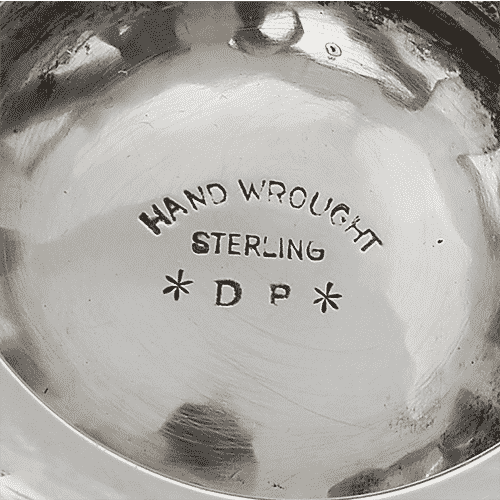 HAND WROUGHT
STERLING
* D P *